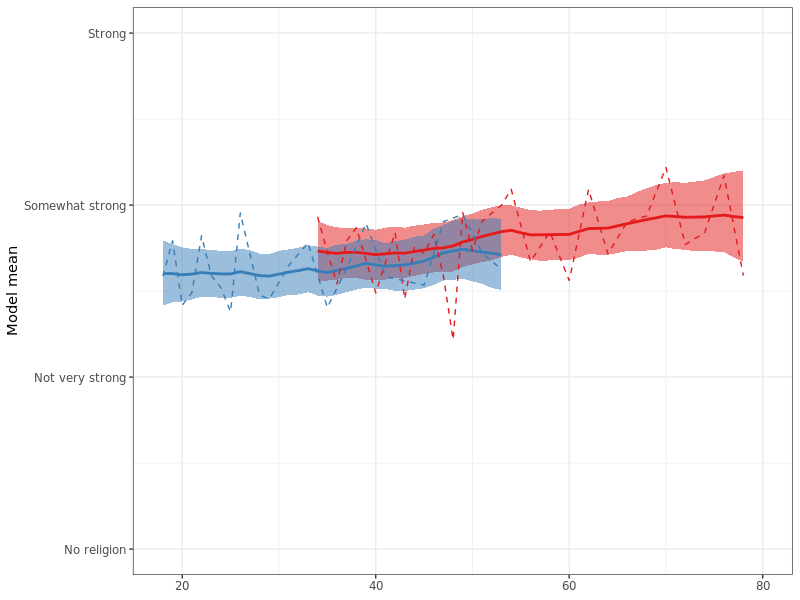 Strong
Somewhat strong
Not very strong
No religion
Model mean
20 40 60 80